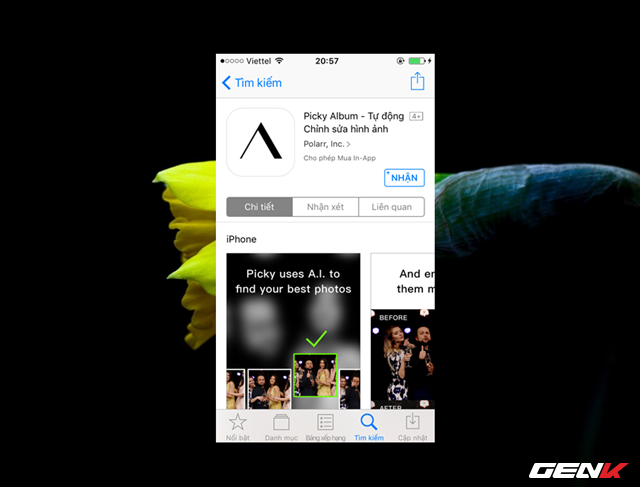 Viettel 20:57
Tìm kiếm
Picky Album - Tự động
Chỉnh sửa hình ảnh
4+
Polarr, Inc. >
Cho phép Mua In-App
+NHẬN
Chi tiết Nhận xét Liên quan
iPhone
Picky uses A.I. to
find your best photos
And en
them m
BEFORE
AFTER
Nổi bật Danh mục Bảng xếp hạng Tìm kiếm Cập nhật
GENK